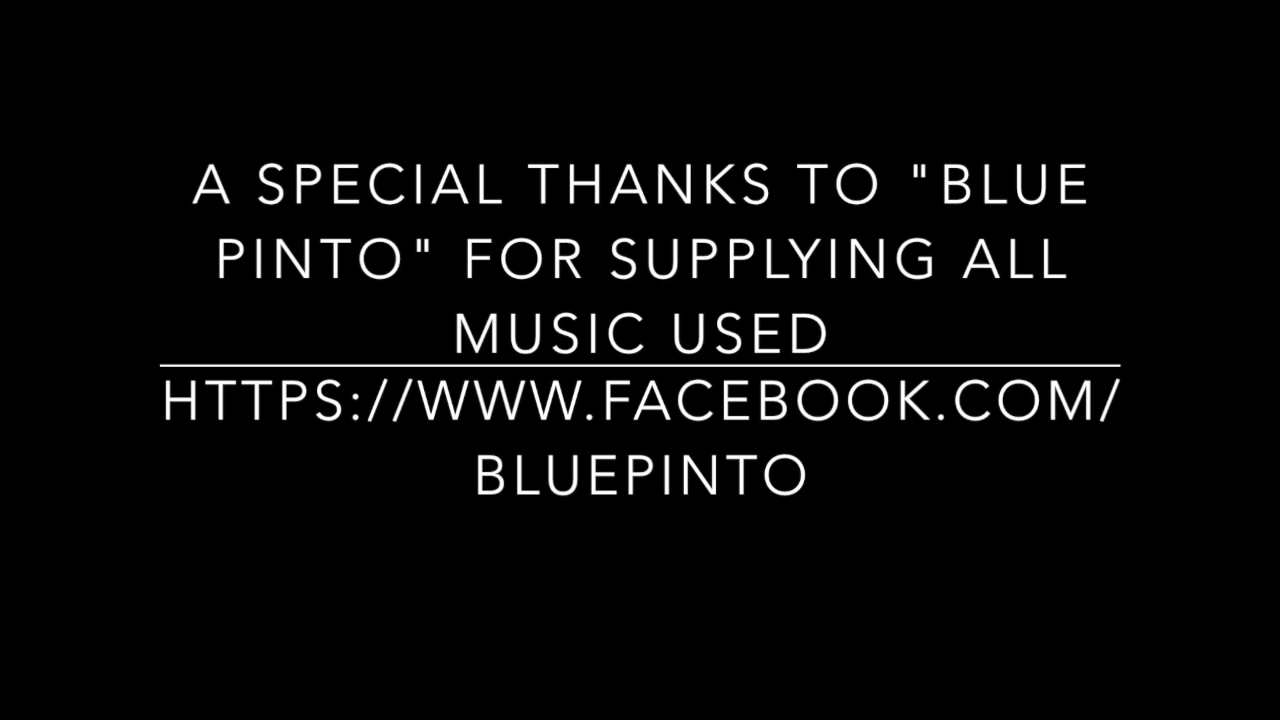 A SPECIAL THANKS TO "BLUE
PINTO" FOR SUPPLYING ALL
MUSIC USED
HTTPS://WWW.FACEBOOK.COM/
BLUEPINTO